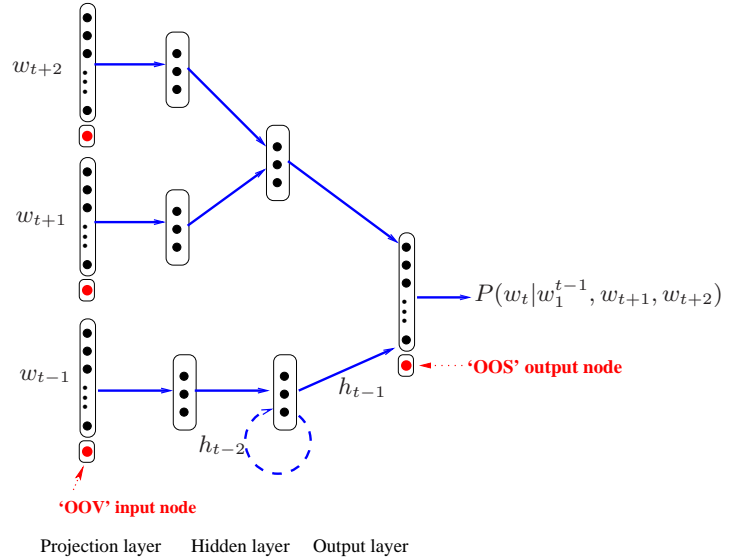 w_{t+2}
w_{t+1}
P(w_t|w_1^{t-1}, w_{t+1}, w_{t+2})
w_{t-1}
'OOS' output node
h_{t-1}
h_{t-2}
'OOV' input node
Projection layer Hidden layer Output layer